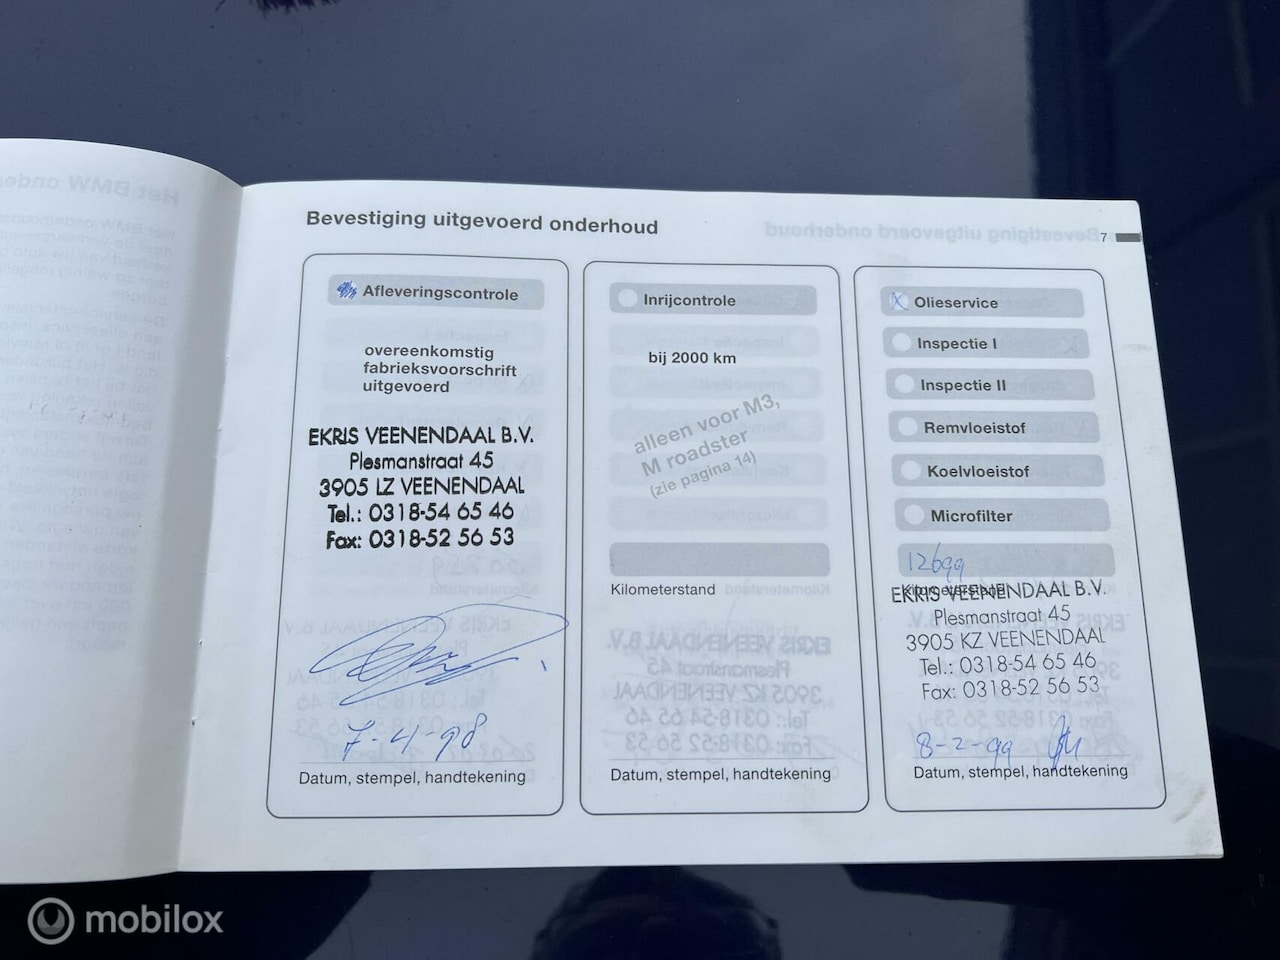 Bevestiging uitgevoerd onderhoud
7
Afleveringscontrole
overeenkomstig
fabrieksvoorschrift
uitgevoerd
EKRIS VEENENDAAL B.V.
Plesmanstraat 45
3905 LZ VEENENDAAL
Tel.: 0318-54 65 46
Fax: 0318-52 56 53
7-4-98
Datum, stempel, handtekening
Inrijcontrole
bij 2000 km
alleen voor M3,
M roadster
(zie pagina 14)
Kilometerstand
Datum, stempel, handtekening
X Olieservice
Inspectie I
Inspectie II
Remvloeistof
Koelvloeistof
Microfilter
12699
Kilometerstand
EKRIS VEENENDAAL B.V.
Plesmanstraat 45
3905 KZ VEENENDAAL
Tel.: 0318-54 65 46
Fax: 0318-52 56 53
8-2-99
Datum, stempel, handtekening
mobilox